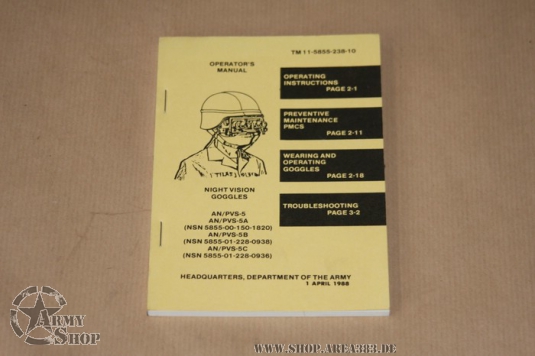 TM 11-5855-238-10
OPERATOR'S
MANUAL
OPERATING
INSTRUCTIONS
PAGE 2-1
PREVENTIVE
MAINTENANCE
PMCS
PAGE 2-11
WEARING AND
OPERATING
GOGGLES
PAGE 2-18
TROUBLESHOOTING
PAGE 3-2
NIGHT VISION
GOGGLES
AN/PVS-5
AN/PVS-5A
(NSN 5855-00-150-1820)
AN/PVS-5B
(NSN 5855-01-228-0938)
AN/PVS-5C
(NSN 5855-01-228-0936)
HEADQUARTERS, DEPARTMENT OF THE ARMY
1 APRIL 1988
ARMY
SHOP
WWW.SHOP.AREA383.DE